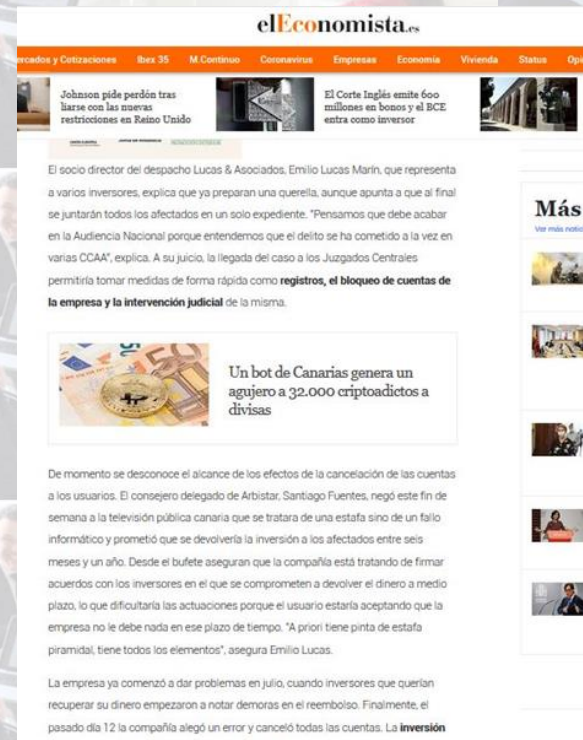 elEconomista.es
ercados y Cotizaciones Ibex 35 M.Continuo Coronavirus Empresas Economía Vivienda Status Opi
Johnson pide perdón tras
liarse con las nuevas
restricciones en Reino Unido
El Corte Inglés emite 600
millones en bonos y el BCE
entra como inversor
El socio director del despacho Lucas & Asociados, Emilio Lucas Marín, que representa
a varios inversores, explica que ya preparan una querella, aunque apunta a que al final
se juntarán todos los afectados en un solo expediente. "Pensamos que debe acabar
en la Audiencia Nacional porque entendemos que el delito se ha cometido a la vez en
varias CCAA", explica. A su juicio, la llegada del caso a los Juzgados Centrales
permitiría tomar medidas de forma rápida como registros, el bloqueo de cuentas de
la empresa y la intervención judicial de la misma.
Más
Ver más notic
Un bot de Canarias genera un
agujero a 32.000 criptoadictos a
divisas
De momento se desconoce el alcance de los efectos de la cancelación de las cuentas
a los usuarios. El consejero delegado de Arbistar, Santiago Fuentes, negó este fin de
semana a la televisión pública canaria que se tratara de una estafa sino de un fallo
informático y prometió que se devolvería la inversión a los afectados entre seis
meses y un año. Desde el bufete aseguran que la compañía está tratando de firmar
acuerdos con los inversores en el que se comprometen a devolver el dinero a medio
plazo, lo que dificultaría las actuaciones porque el usuario estaría aceptando que la
empresa no le debe nada en ese plazo de tiempo. "A priori tiene pinta de estafa
piramidal, tiene todos los elementos", asegura Emilio Lucas.
La empresa ya comenzó a dar problemas en julio, cuando inversores que querían
recuperar su dinero empezaron a notar demoras en el reembolso. Finalmente, el
pasado día 12 la compañía alegó un error y canceló todas las cuentas. La inversión